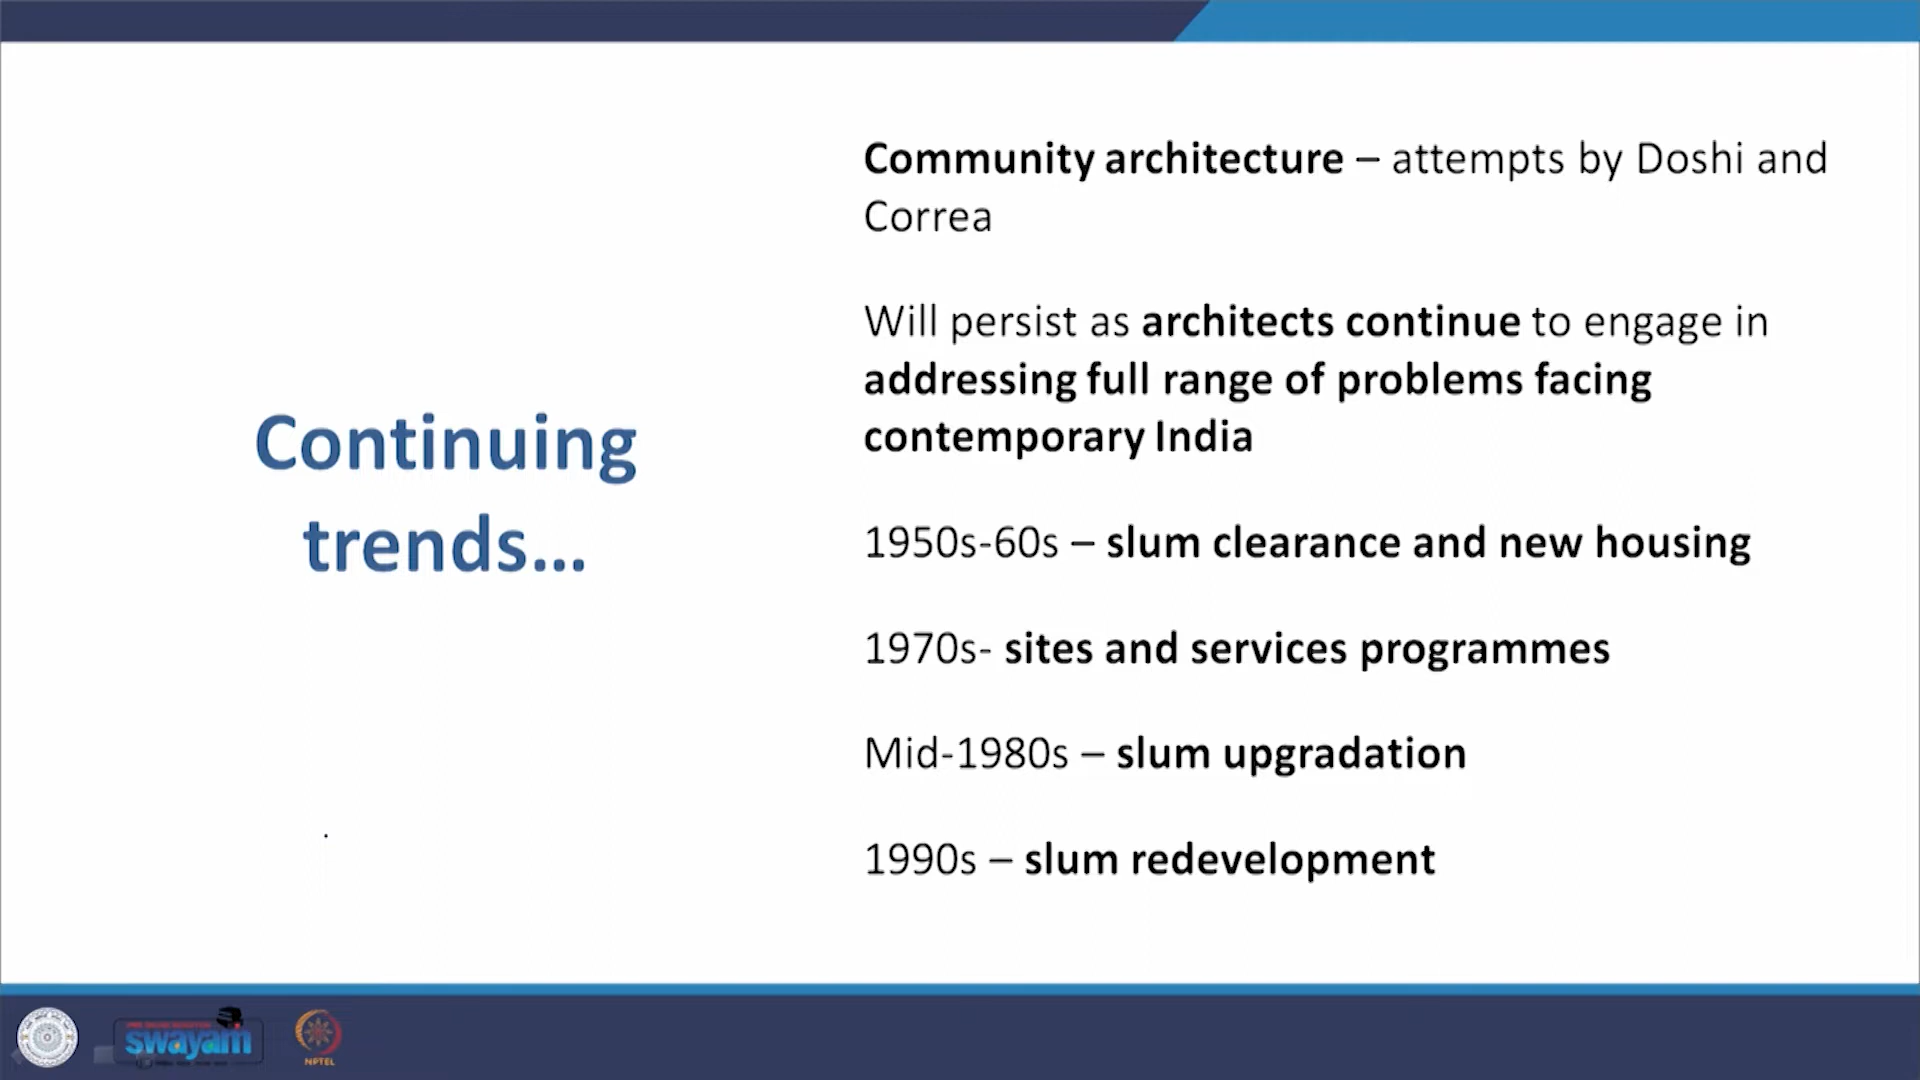 Continuing
trends...
Community architecture – attempts by Doshi and
Correa
Will persist as architects continue to engage in
addressing full range of problems facing
contemporary India
1950s-60s – slum clearance and new housing
1970s- sites and services programmes
Mid-1980s – slum upgradation
1990s – slum redevelopment
swayam
NPTEL